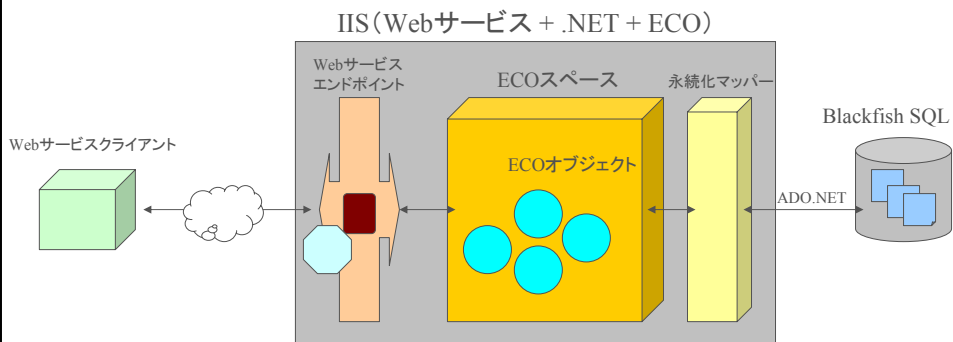 IIS（Webサービス + .NET + ECO）
Webサービス
エンドポイント
ECOスペース
永続化マッパー
Blackfish SQL
Webサービスクライアント
ECOオブジェクト
ADO.NET